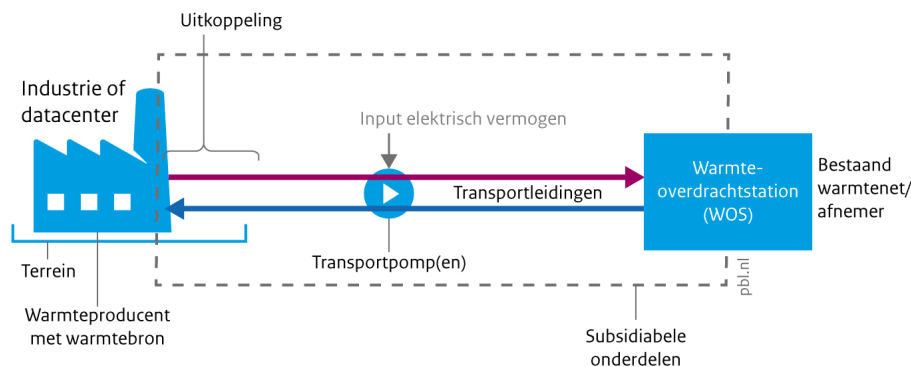 Uitkoppeling
Industrie of
datacenter
Input elektrisch vermogen
Warmte-
overdrachtstation
(WOS)
Bestaand
warmtenet/
afnemer
Transportleidingen
Transportpomp(en)
Terrein
pbl.nl
Warmteproducent
met warmtebron
Subsidiabele
onderdelen